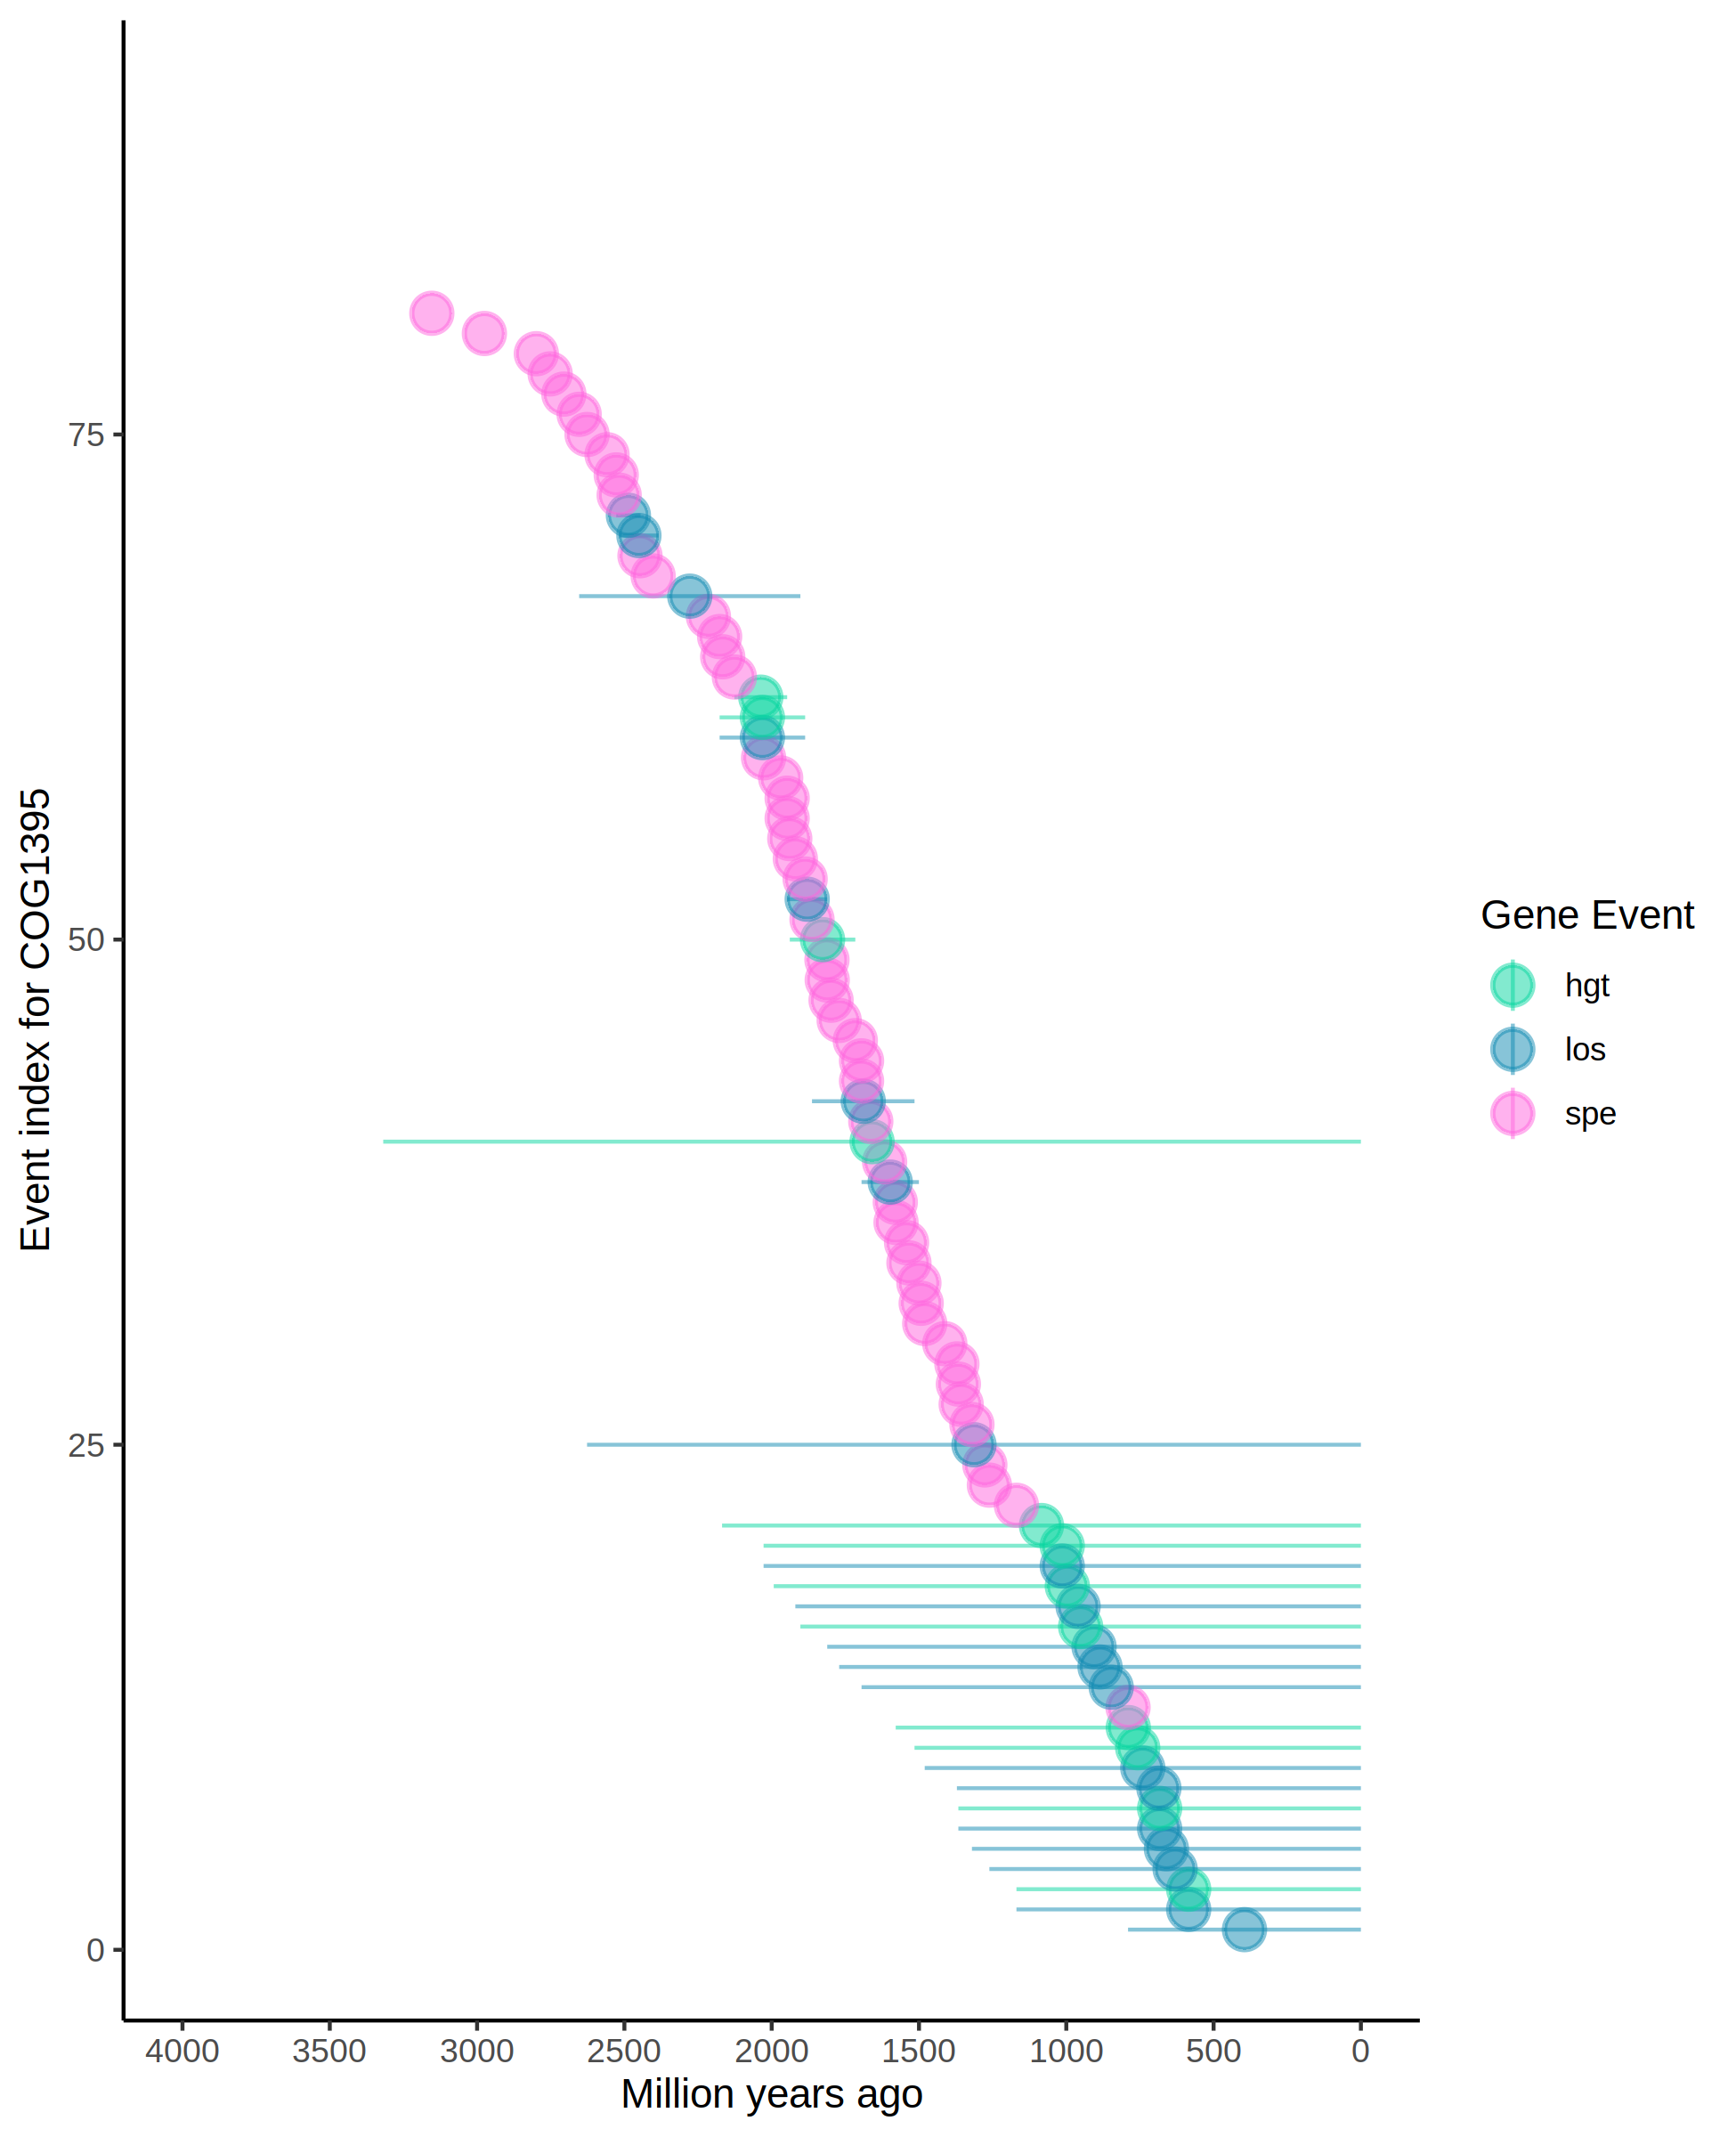 75
50
25
0
Event index for COG1395
4000 3500 3000 2500 2000 1500 1000 500 0
Million years ago
Gene Event
hgt
los
spe